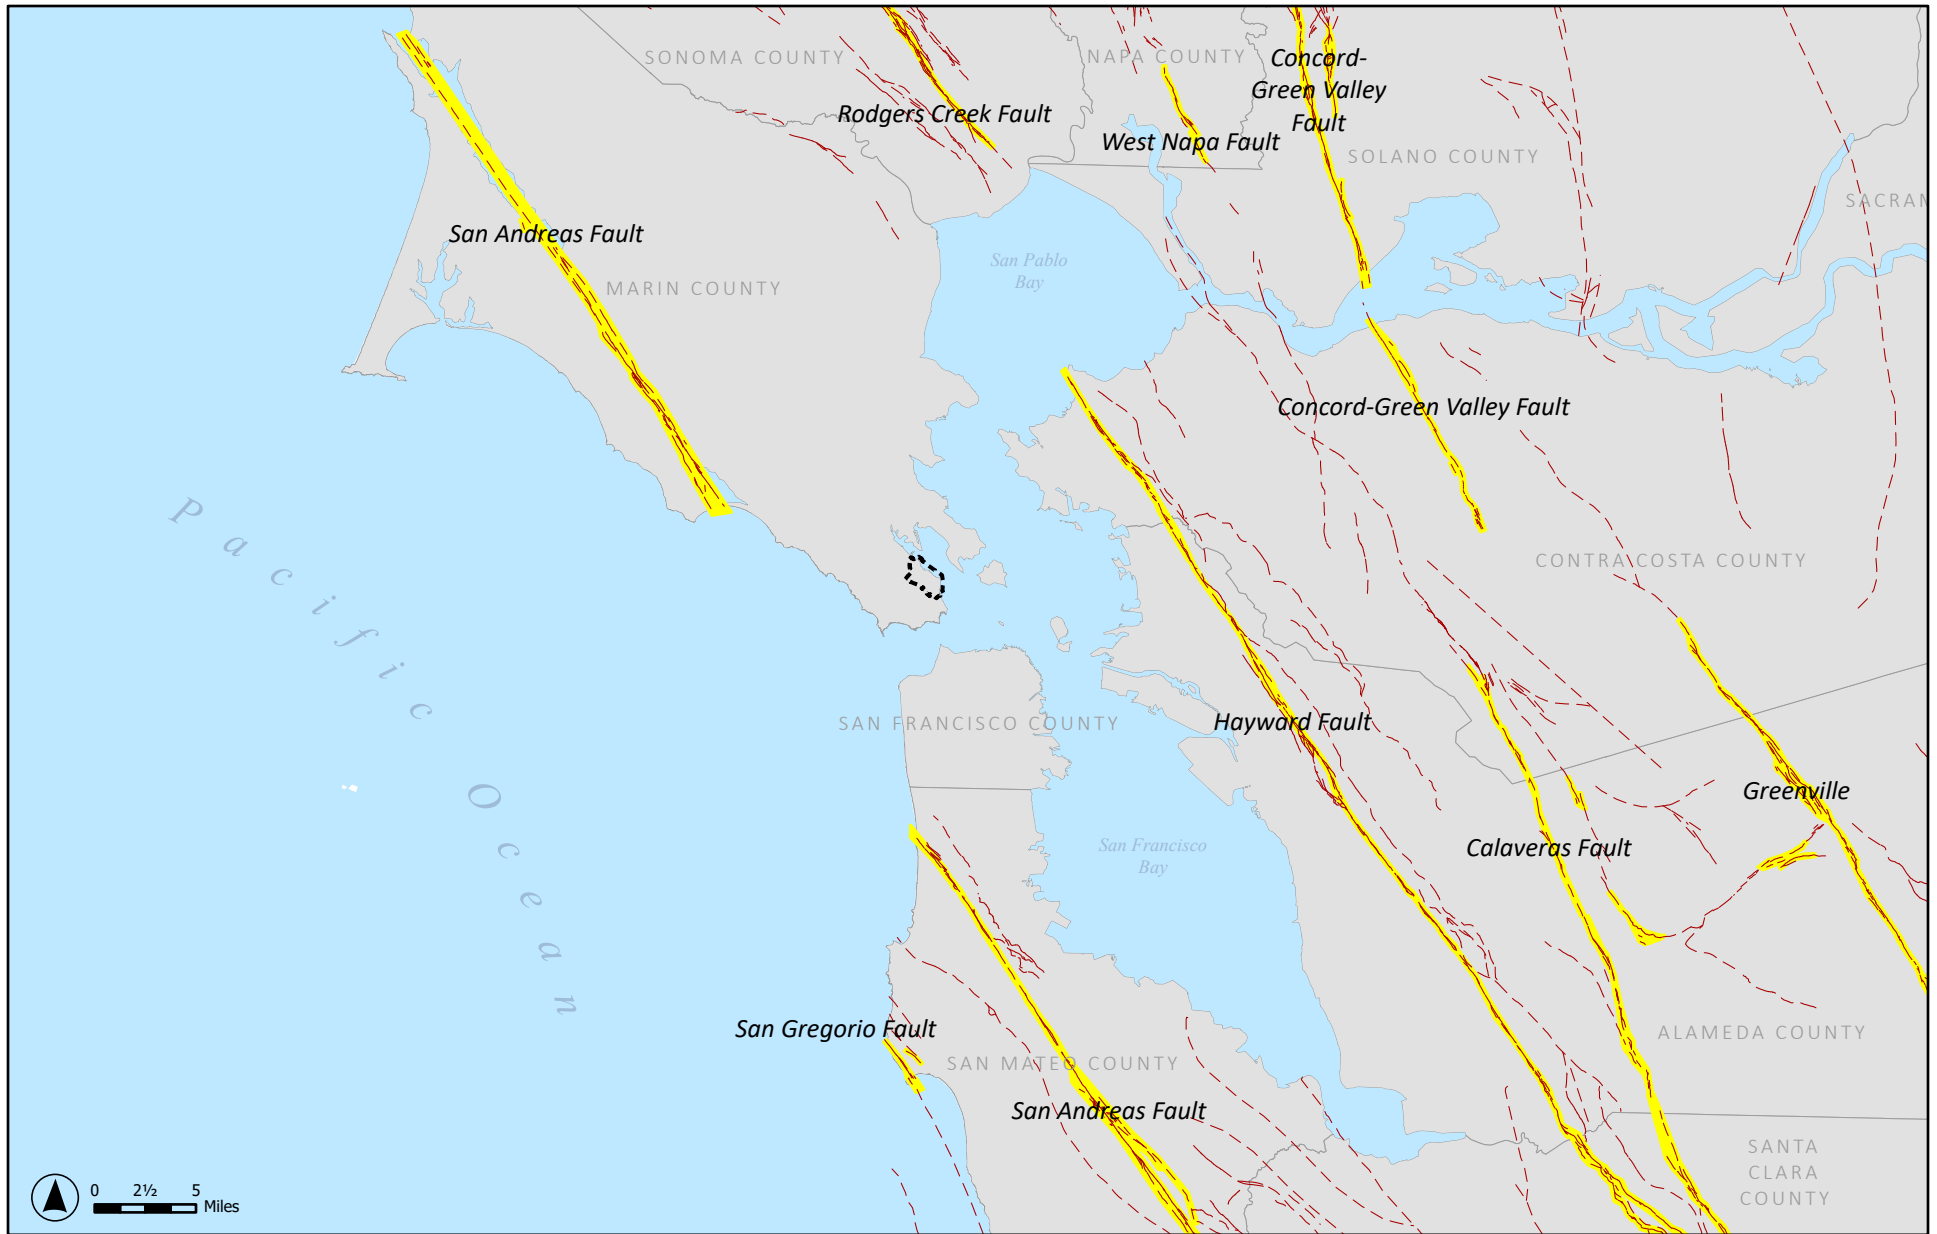 SONOMA COUNTY
NAPA COUNTY
Concord-
Green Valley
Fault
Rodgers Creek Fault
West Napa Fault
SOLANO COUNTY
SACRAM
San Andreas Fault
San Pablo
Bay
MARIN COUNTY
Concord-Green Valley Fault
Pacific Ocean
CONTRA COSTA COUNTY
SAN FRANCISCO COUNTY
Hayward Fault
Greenville
San Francisco
Bay
Calaveras Fault
San Gregorio Fault
ALAMEDA COUNTY
SAN MATEO COUNTY
San Andreas Fault
SANTA
CLARA
COUNTY
0 2½ 5
Miles